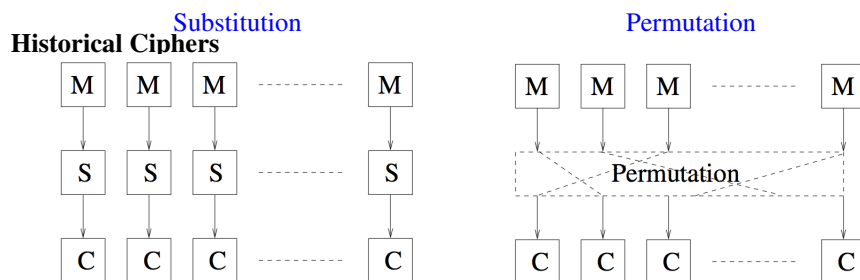 Substitution Permutation
Historical Ciphers
M M M M M M M M
S S S S Permutation
C C C C C C C C